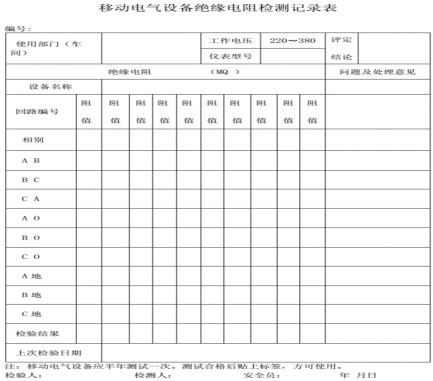 移动电气设备绝缘电阻检测记录表
编号：
使用部门（车间）
工作电压 220～380 评定结论
仪表型号
绝缘电阻 （MQ ） 问题及处理意见
设备名称
回路编号 阻值 阻值 阻值 阻值 阻值 阻值 阻值 阻值 阻值 阻值
相别
A B
B C
C A
A O
B O
C O
A 地
B 地
C 地
检验结果
上次检验日期
注：移动电气设备应半年测试一次。测试合格后贴上标签，方可使用。
检验人： 检测人： 安全员： 年 月日